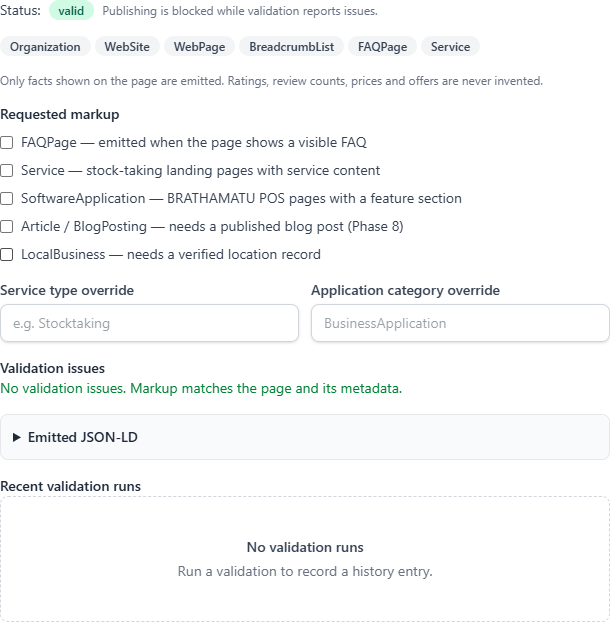 Status: valid Publishing is blocked while validation reports issues.
Organization WebSite WebPage BreadcrumbList FAQPage Service
Only facts shown on the page are emitted. Ratings, review counts, prices and offers are never invented.
Requested markup
FAQPage — emitted when the page shows a visible FAQ
Service — stock-taking landing pages with service content
SoftwareApplication — BRATHAMATU POS pages with a feature section
Article / BlogPosting — needs a published blog post (Phase 8)
LocalBusiness — needs a verified location record
Service type override Application category override
e.g. Stocktaking BusinessApplication
Validation issues
No validation issues. Markup matches the page and its metadata.
Emitted JSON-LD
Recent validation runs
No validation runs
Run a validation to record a history entry.